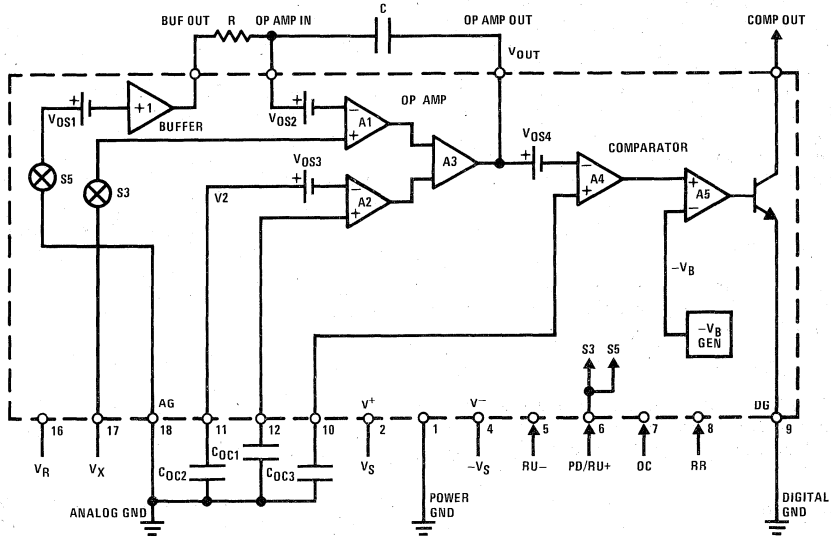 BUF OUT R OP AMP IN C OP AMP OUT COMP OUT
VOUT
+ VOS1 +1 BUFFER
+ VOS2 - A1 + OP AMP
A3
+ VOS4 COMPARATOR
- A4 +
+ A5 -
S5 S3
+ VOS3
V2 - A2 +
-VB
-VB
GEN
S3 S5
AG V+ V- DG
16 17 18 11 12 10 2 1 4 5 6 7 8 9
COC1
COC2 COC3
VR VX VS -VS RU- PD/RU+ OC RR
ANALOG GND
POWER
GND
DIGITAL
GND